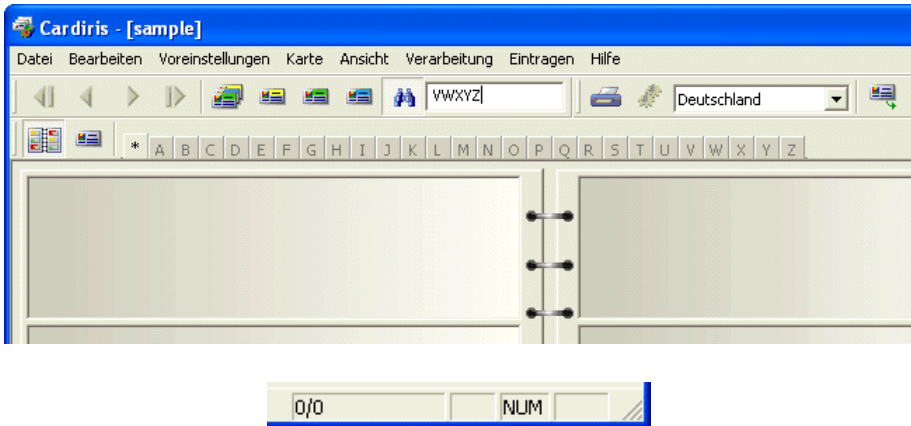 Cardiris - [sample]
Datei Bearbeiten Voreinstellungen Karte Ansicht Verarbeitung Eintragen Hilfe
VWXYZ Deutschland
* A B C D E F G H I J K L M N O P Q R S T U V W X Y Z
0/0 NUM